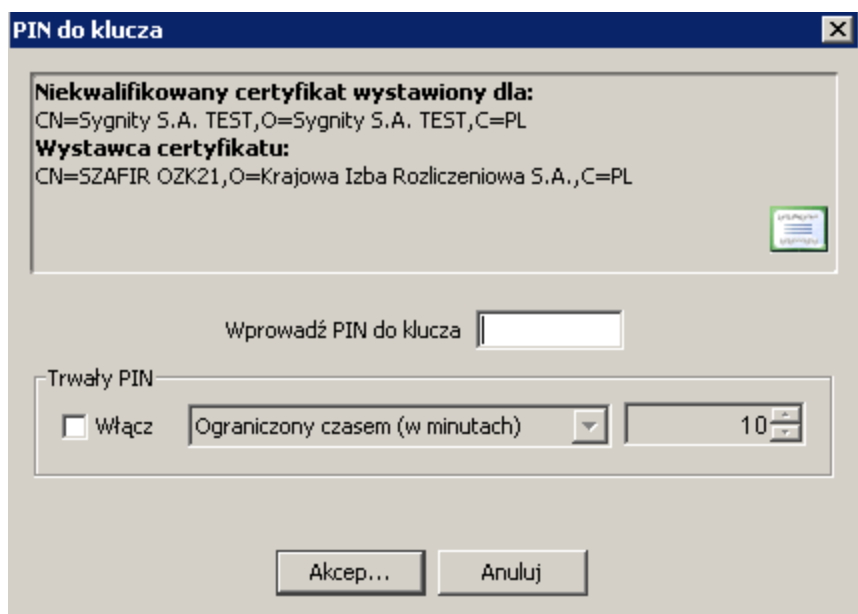 PIN do klucza
Niekwalifikowany certyfikat wystawiony dla:
CN=Sygnity S.A. TEST,O=Sygnity S.A. TEST,C=PL
Wystawca certyfikatu:
CN=SZAFIR OZK21,O=Krajowa Izba Rozliczeniowa S.A.,C=PL
Wprowadź PIN do klucza
Trwały PIN
Włącz Ograniczony czasem (w minutach) 10
Akcep... Anuluj